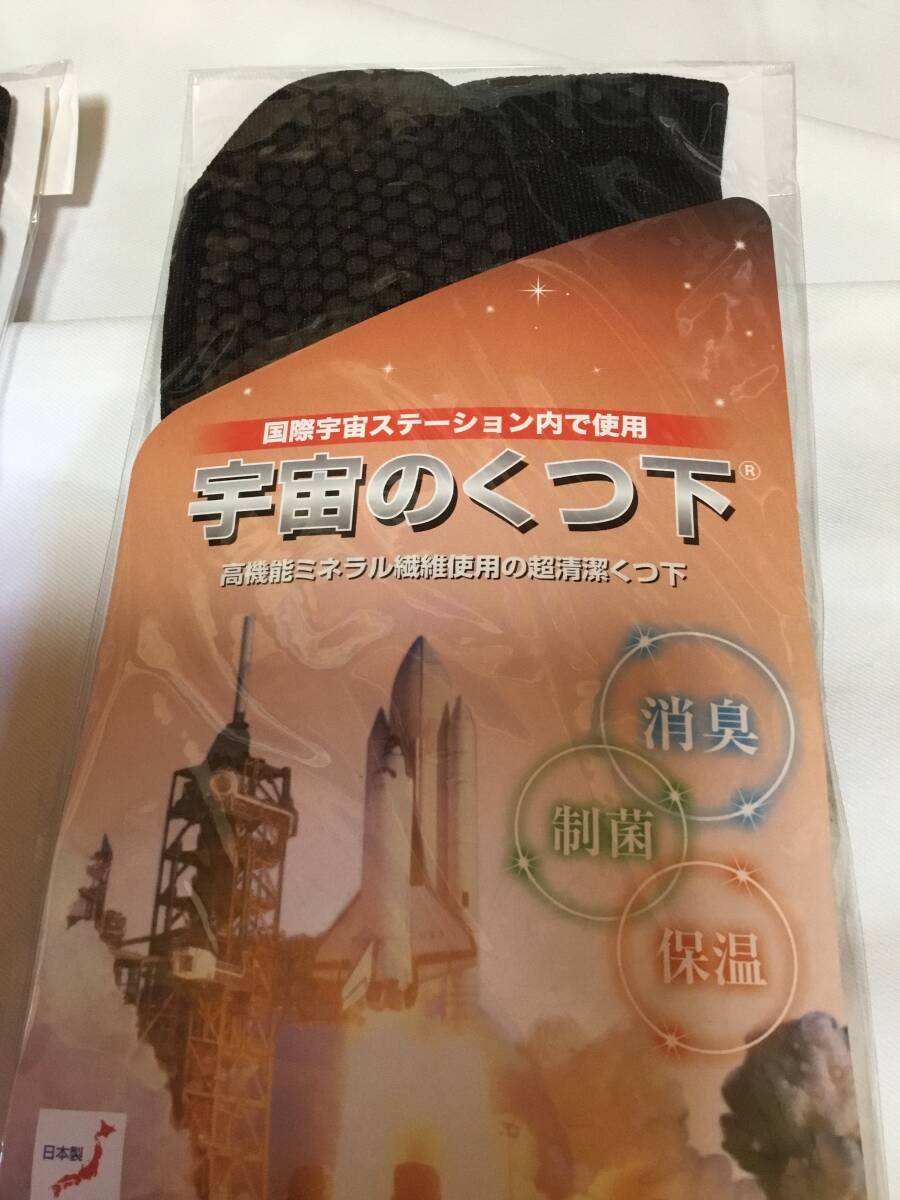 国際宇宙ステーション内で使用
宇宙のくつ下®
高機能ミネラル繊維使用の超清潔くつ下
消臭
制菌
保温
日本製